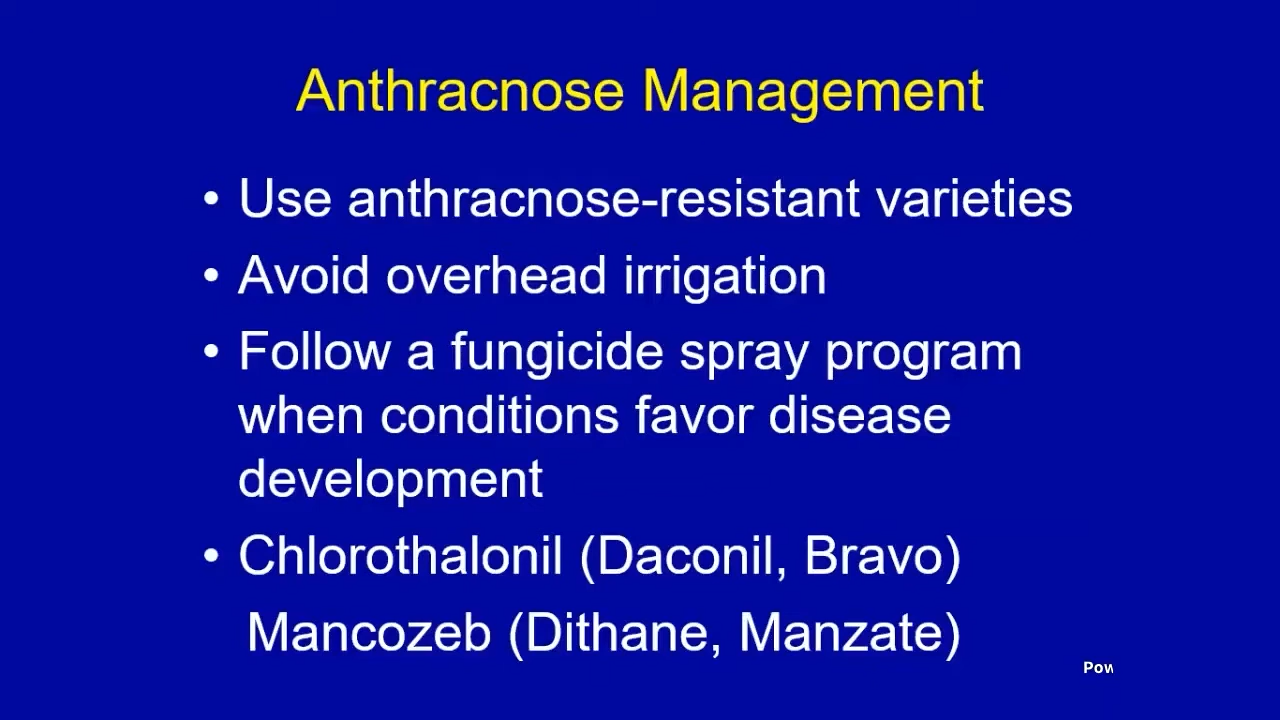 Anthracnose Management
• Use anthracnose-resistant varieties
• Avoid overhead irrigation
• Follow a fungicide spray program
when conditions favor disease
development
• Chlorothalonil (Daconil, Bravo)
Mancozeb (Dithane, Manzate)